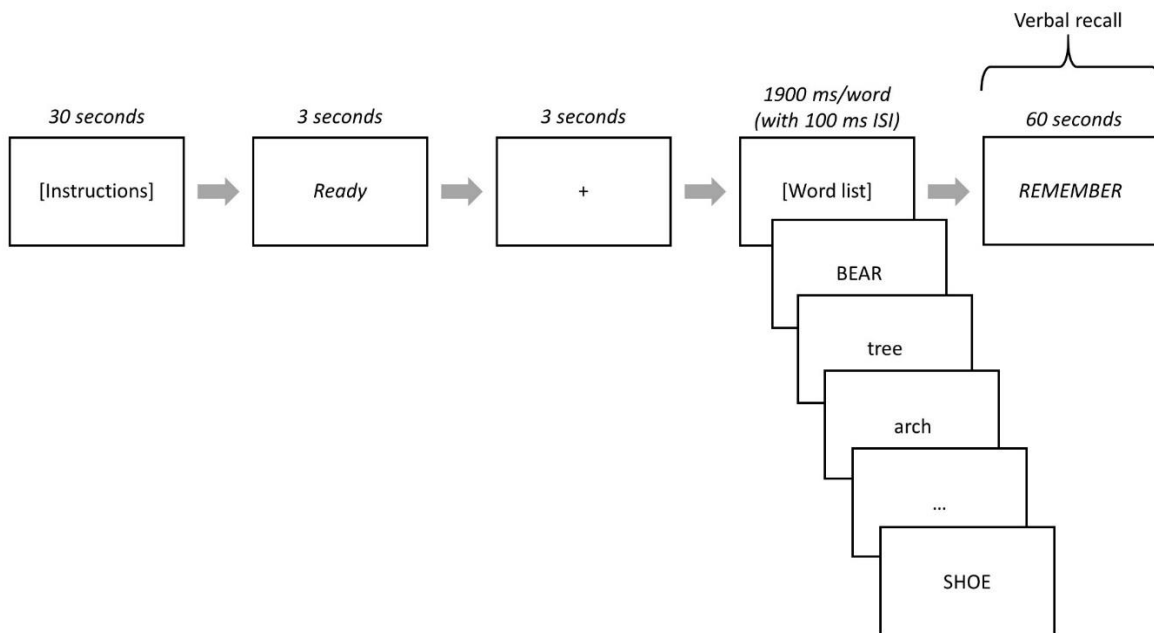 Verbal recall
30 seconds
3 seconds
3 seconds
1900 ms/word
(with 100 ms ISI)
60 seconds
[Instructions]
Ready
+
[Word list]
REMEMBER
BEAR
tree
arch
...
SHOE